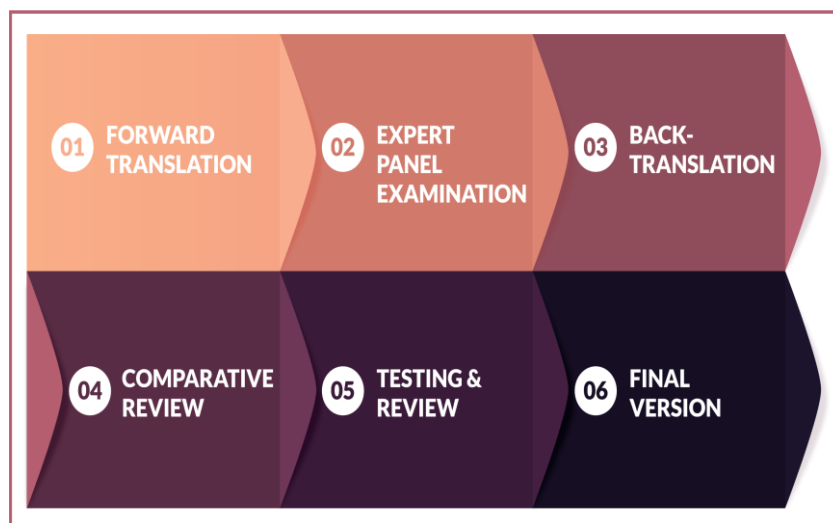 01 FORWARD
TRANSLATION
02 EXPERT
PANEL
EXAMINATION
03 BACK-
TRANSLATION
04 COMPARATIVE
REVIEW
05 TESTING &
REVIEW
06 FINAL
VERSION